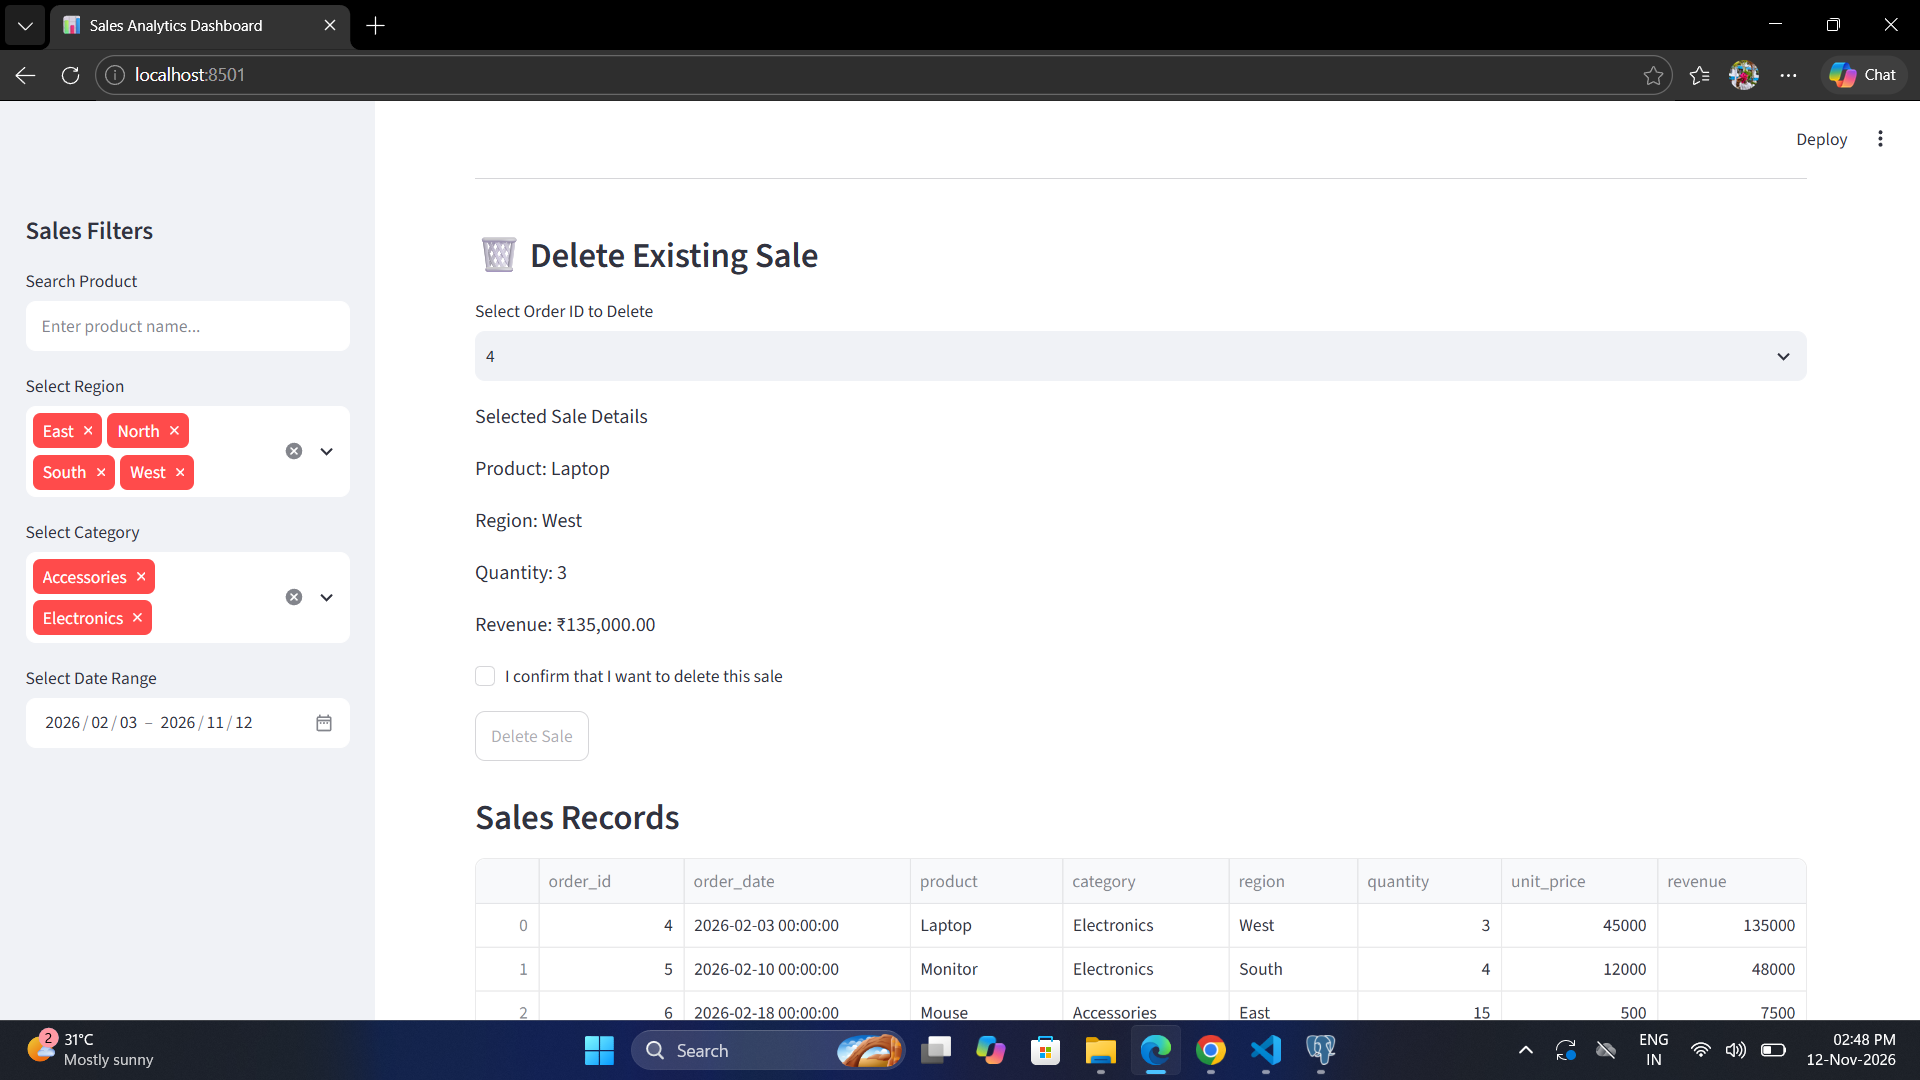 Sales Analytics Dashboard
localhost:8501
Chat
Deploy
Sales Filters
Search Product
Enter product name...
Select Region
East
North
South
West
Select Category
Accessories
Electronics
Select Date Range
2026/02/03 – 2026/11/12
Delete Existing Sale
Select Order ID to Delete
4
Selected Sale Details
Product: Laptop
Region: West
Quantity: 3
Revenue: ₹135,000.00
I confirm that I want to delete this sale
Delete Sale
Sales Records
order_id order_date product category region quantity unit_price revenue
0 4 2026-02-03 00:00:00 Laptop Electronics West 3 45000 135000
1 5 2026-02-10 00:00:00 Monitor Electronics South 4 12000 48000
2 6 2026-02-18 00:00:00 Mouse Accessories East 15 500 7500
2
31°C
Mostly sunny
Search
ENG
IN
02:48 PM
12-Nov-2026